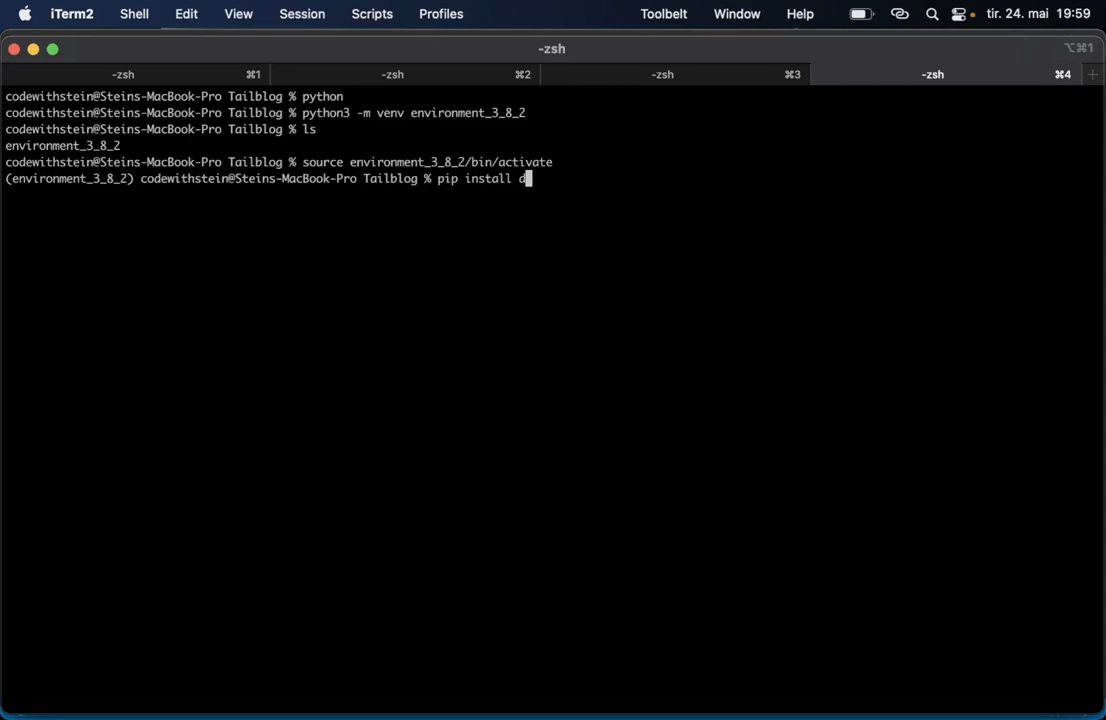 iTerm2 Shell Edit View Session Scripts Profiles Toolbelt Window Help tir. 24. mai 19:59
-zsh ⌥⌘1
-zsh ⌘1 -zsh ⌘2 -zsh ⌘3 -zsh ⌘4
codewithstein@Steins-MacBook-Pro Tailblog % python
codewithstein@Steins-MacBook-Pro Tailblog % python3 -m venv environment_3_8_2
codewithstein@Steins-MacBook-Pro Tailblog % ls
environment_3_8_2
codewithstein@Steins-MacBook-Pro Tailblog % source environment_3_8_2/bin/activate
(environment_3_8_2) codewithstein@Steins-MacBook-Pro Tailblog % pip install d